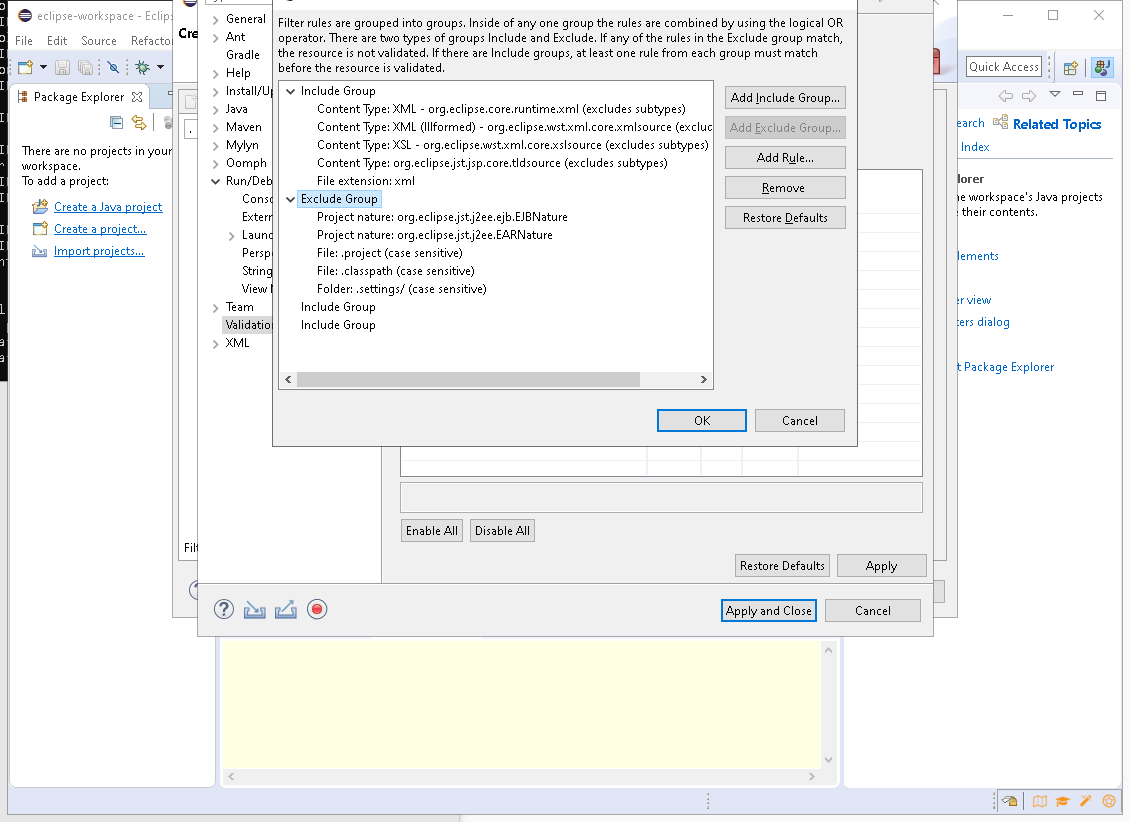 eclipse-workspace - Eclips
File Edit Source Refacto
Quick Access
Package Explorer
There are no projects in your
workspace.
To add a project:
Create a Java project
Create a project...
Import projects...
Cre
General
Ant
Gradle
Help
Install/Up
Java
Maven
Mylyn
Oomph
Run/Deb
Conso
Extern
Launc
Persp
String
View M
Team
Validatio
XML
Filt
Filter rules are grouped into groups. Inside of any one group the rules are combined by using the logical OR
operator. There are two types of groups Include and Exclude. If any of the rules in the Exclude group match,
the resource is not validated. If there are Include groups, at least one rule from each group must match
before the resource is validated.
Include Group
Content Type: XML - org.eclipse.core.runtime.xml (excludes subtypes)
Content Type: XML (Illformed) - org.eclipse.wst.xml.core.xmlsource (exclud
Content Type: XSL - org.eclipse.wst.xml.core.xslsource (excludes subtypes)
Content Type: org.eclipse.jst.jsp.core.tldsource (excludes subtypes)
File extension: xml
Exclude Group
Project nature: org.eclipse.jst.j2ee.ejb.EJBNature
Project nature: org.eclipse.jst.j2ee.EARNature
File: .project (case sensitive)
File: .classpath (case sensitive)
Folder: .settings/ (case sensitive)
Include Group
Include Group
Add Include Group...
Add Exclude Group...
Add Rule...
Remove
Restore Defaults
OK Cancel
Enable All Disable All
Restore Defaults Apply
Apply and Close Cancel
earch Related Topics
Index
lorer
he workspace's Java projects
their contents.
lements
er view
ters dialog
t Package Explorer